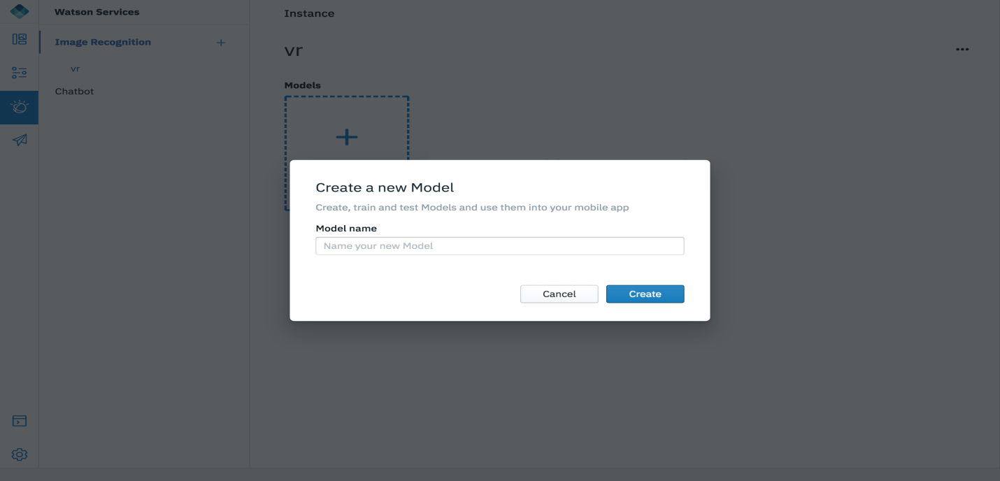 Watson Services
Image Recognition
vr
Chatbot
Instance
vr
Models
Create a new Model
Create, train and test Models and use them into your mobile app
Model name
Name your new Model
Cancel
Create